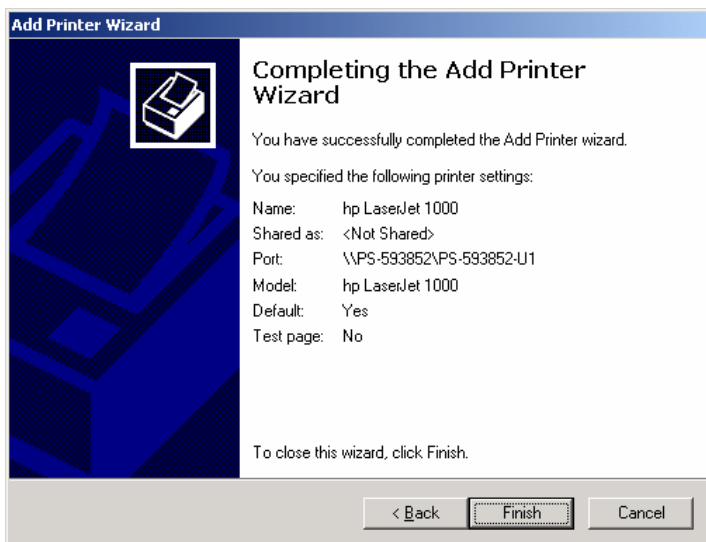 Add Printer Wizard
Completing the Add Printer
Wizard
You have successfully completed the Add Printer wizard.
You specified the following printer settings:
Name: hp LaserJet 1000
Shared as: <Not Shared>
Port: \\PS-593852\PS-593852-U1
Model: hp LaserJet 1000
Default: Yes
Test page: No
To close this wizard, click Finish.
< Back Finish Cancel